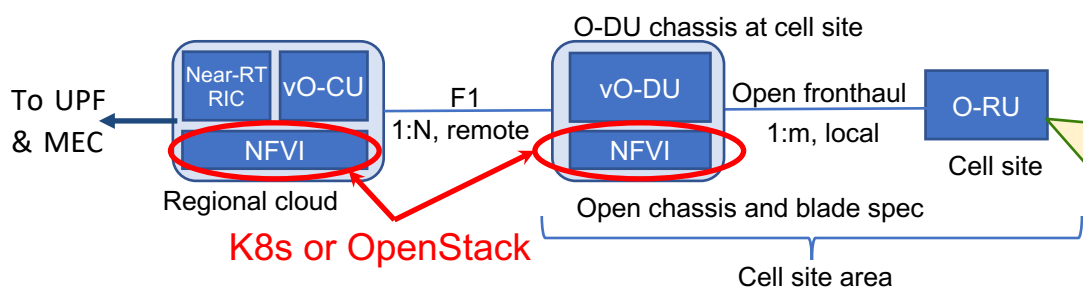 O-DU chassis at cell site
Near-RT
RIC
vO-CU
vO-DU
To UPF
& MEC
F1
1:N, remote
Open fronthaul
1:m, local
O-RU
NFVI
NFVI
Cell site
Regional cloud
Open chassis and blade spec
K8s or OpenStack
Cell site area